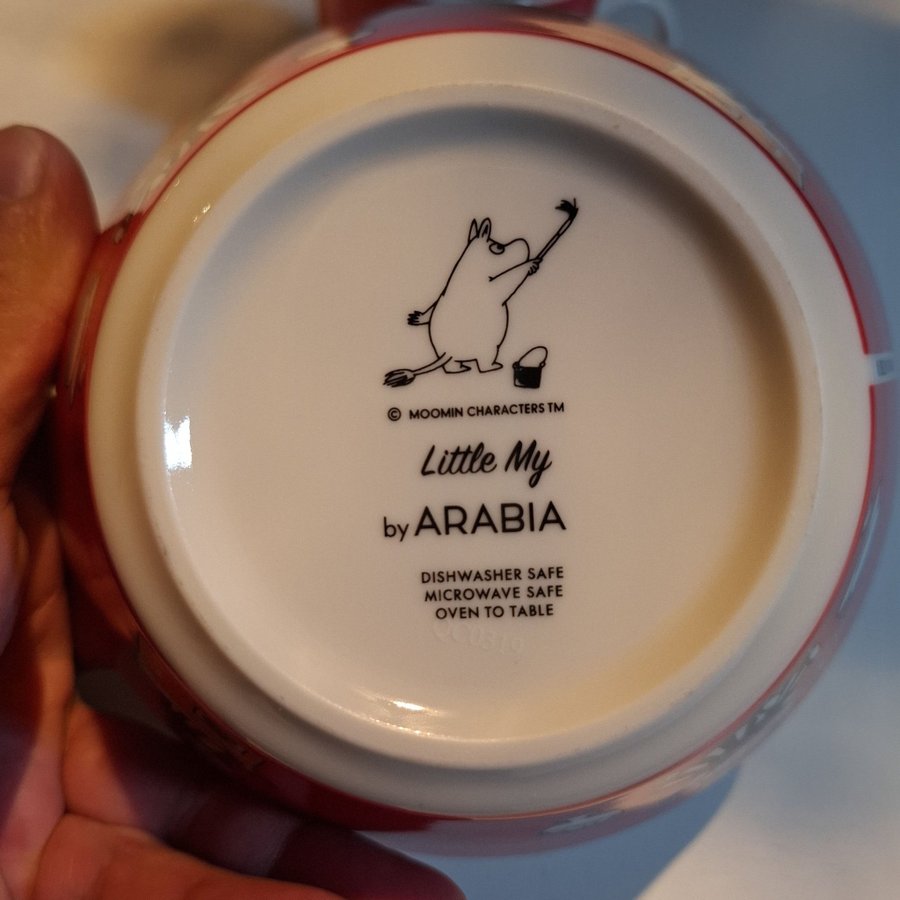 © MOOMIN CHARACTERS TM
Little My
by ARABIA
DISHWASHER SAFE
MICROWAVE SAFE
OVEN TO TABLE